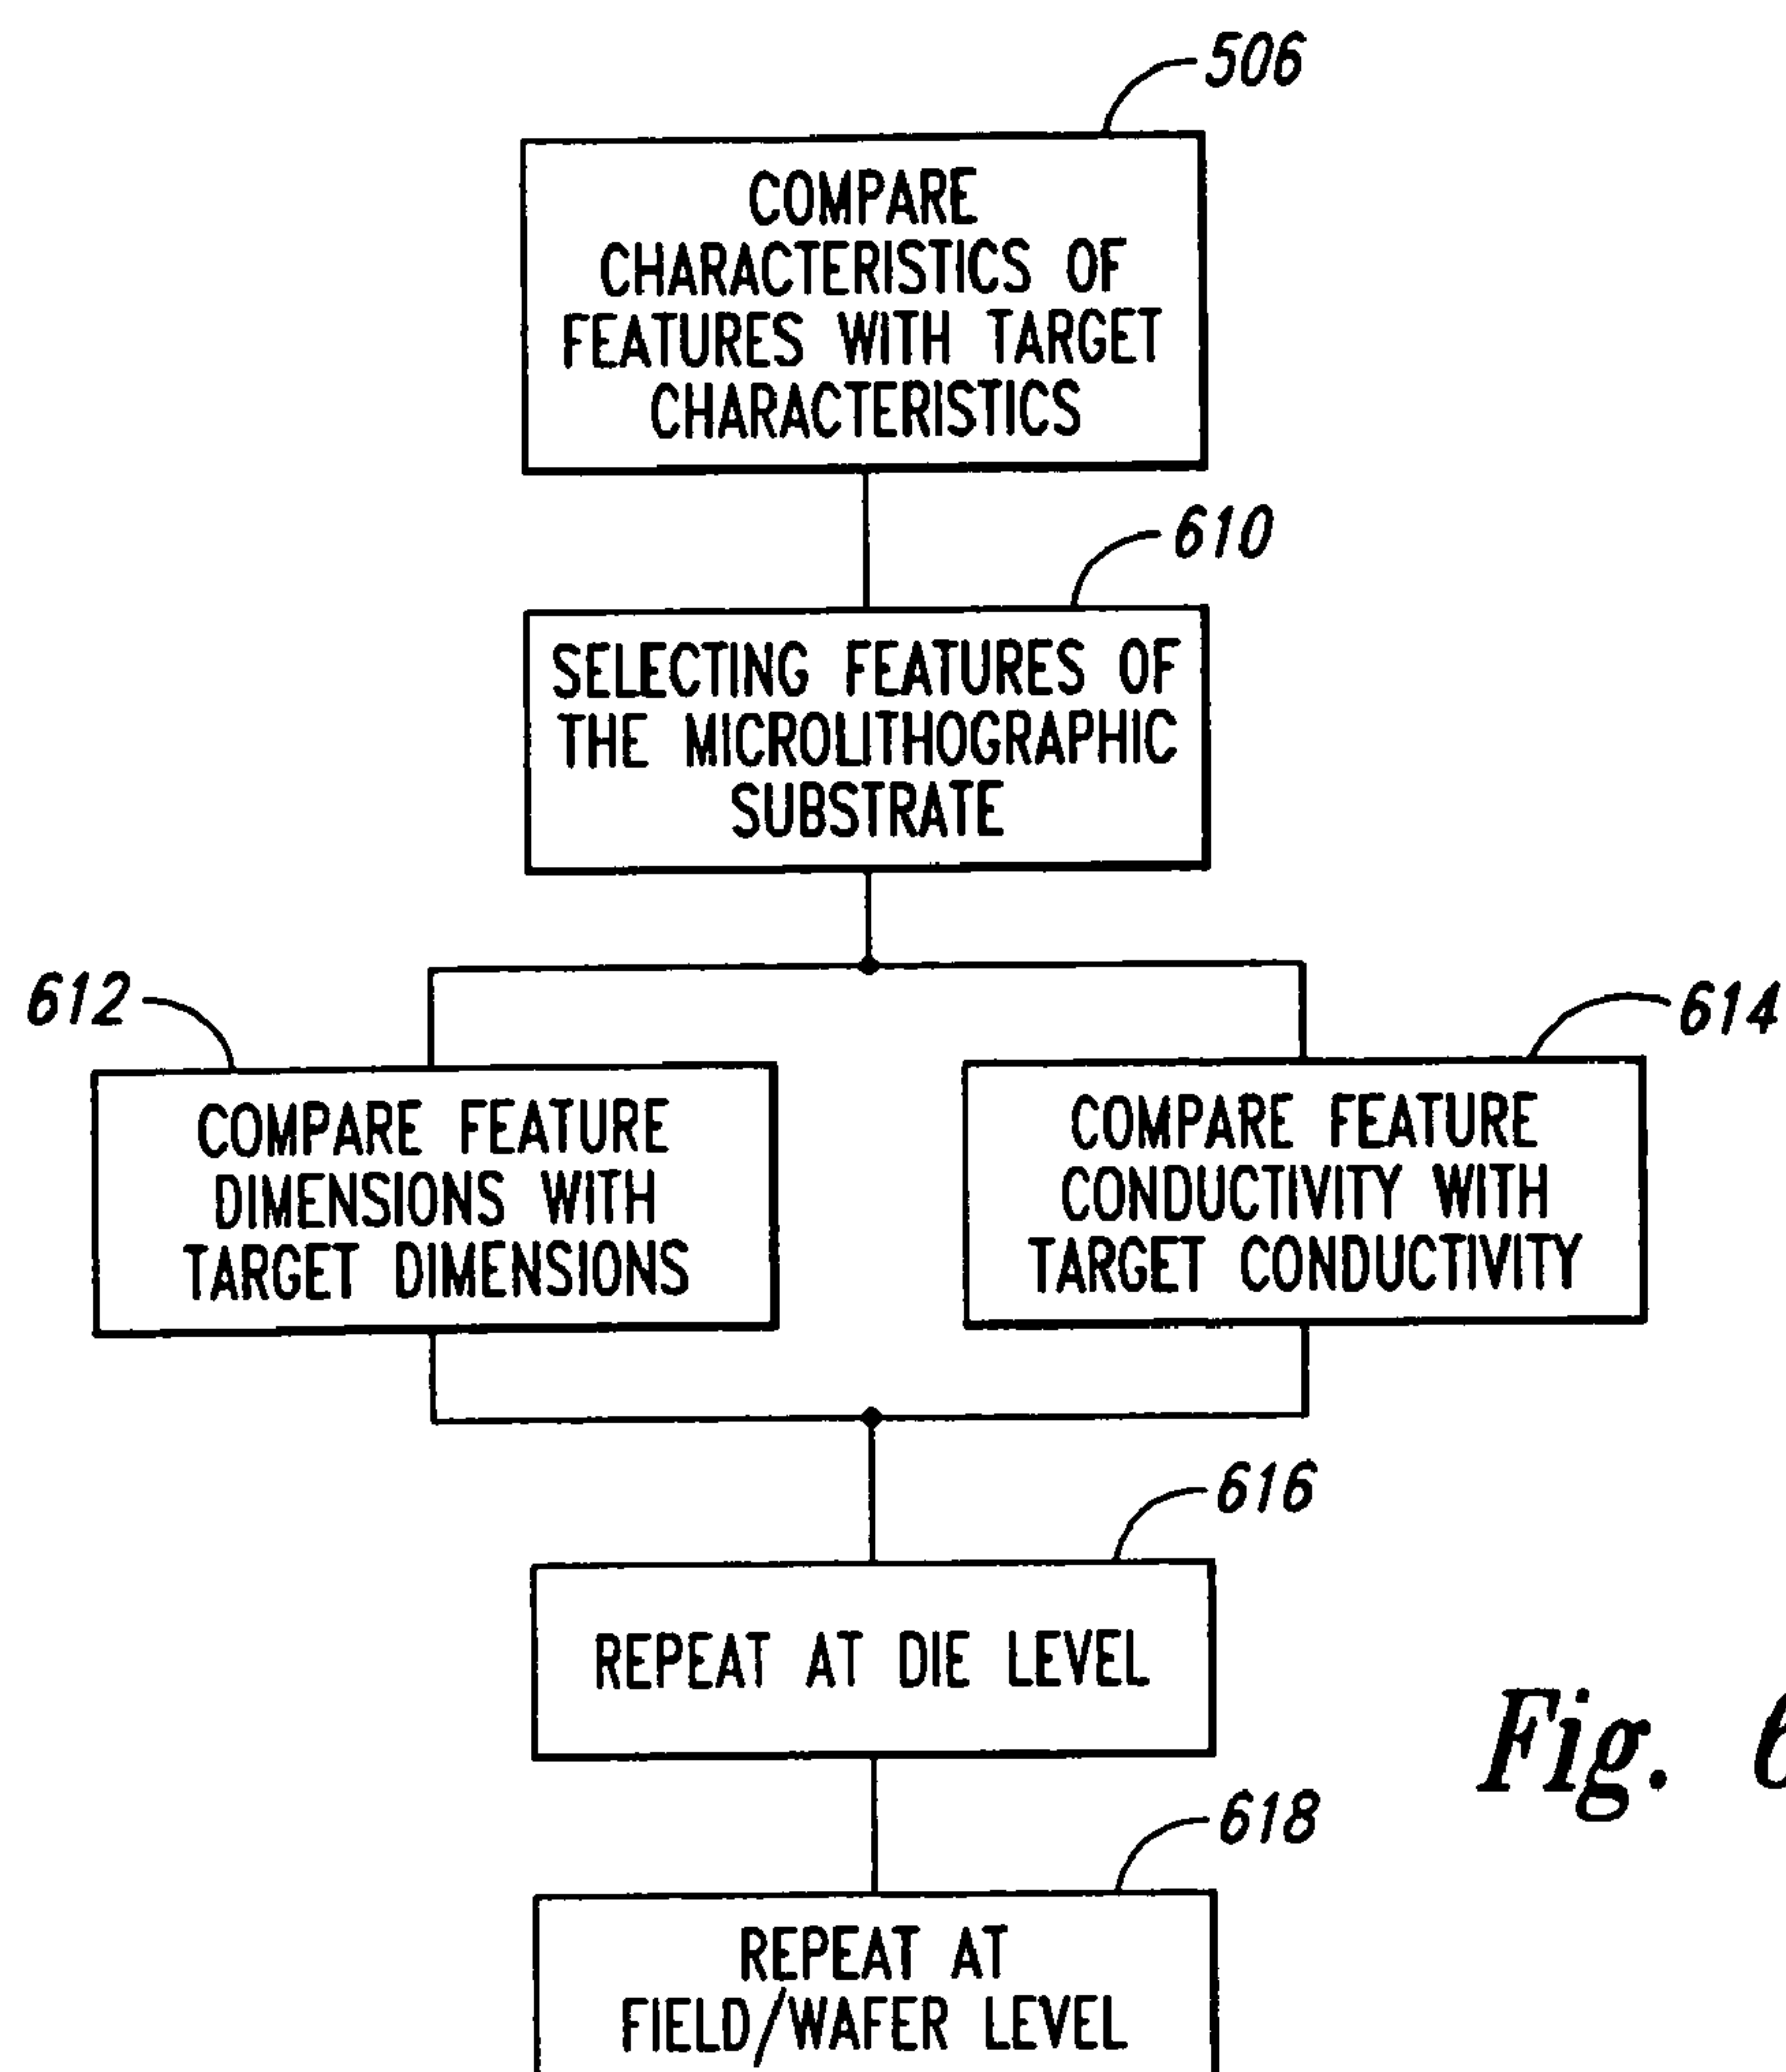 506
COMPARE
CHARACTERISTICS OF
FEATURES WITH TARGET
CHARACTERISTICS
610
SELECTING FEATURES OF
THE MICROLITHOGRAPHIC
SUBSTRATE
612
614
COMPARE FEATURE
DIMENSIONS WITH
TARGET DIMENSIONS
COMPARE FEATURE
CONDUCTIVITY WITH
TARGET CONDUCTIVITY
616
REPEAT AT DIE LEVEL
Fig. 6
618
REPEAT AT
FIELD/WAFER LEVEL